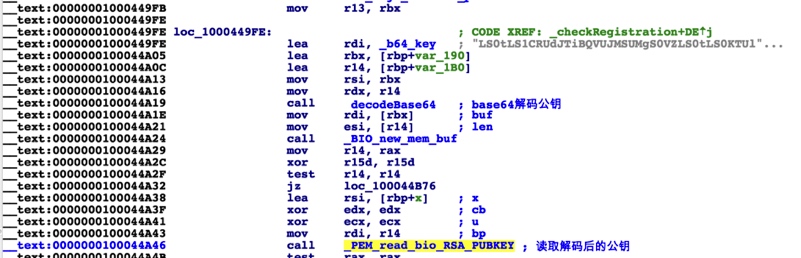 __text:00000001000449FB mov r13, rbx
__text:00000001000449FE
__text:00000001000449FE loc_1000449FE: ; CODE XREF: _checkRegistration+DE↑j
__text:00000001000449FE lea rdi, _b64_key ; "LS0tLS1CRUdJTiBQVUJMSUMgS0VZLS0tLS0KTUl"...
__text:0000000100044A05 lea rbx, [rbp+var_190]
__text:0000000100044A0C lea r14, [rbp+var_1B0]
__text:0000000100044A13 mov rsi, rbx
__text:0000000100044A16 mov rdx, r14
__text:0000000100044A19 call _decodeBase64 ; base64解码公钥
__text:0000000100044A1E mov rdi, [rbx] ; buf
__text:0000000100044A21 mov esi, [r14] ; len
__text:0000000100044A24 call _BIO_new_mem_buf
__text:0000000100044A29 mov r14, rax
__text:0000000100044A2C xor r15d, r15d
__text:0000000100044A2F test r14, r14
__text:0000000100044A32 jz loc_100044B76
__text:0000000100044A38 lea rsi, [rbp+x] ; x
__text:0000000100044A3F xor edx, edx ; cb
__text:0000000100044A41 xor ecx, ecx ; u
__text:0000000100044A43 mov rdi, r14 ; bp
__text:0000000100044A46 call _PEM_read_bio_RSA_PUBKEY ; 读取解码后的公钥
__text:0000000100044A4B test rax, rax